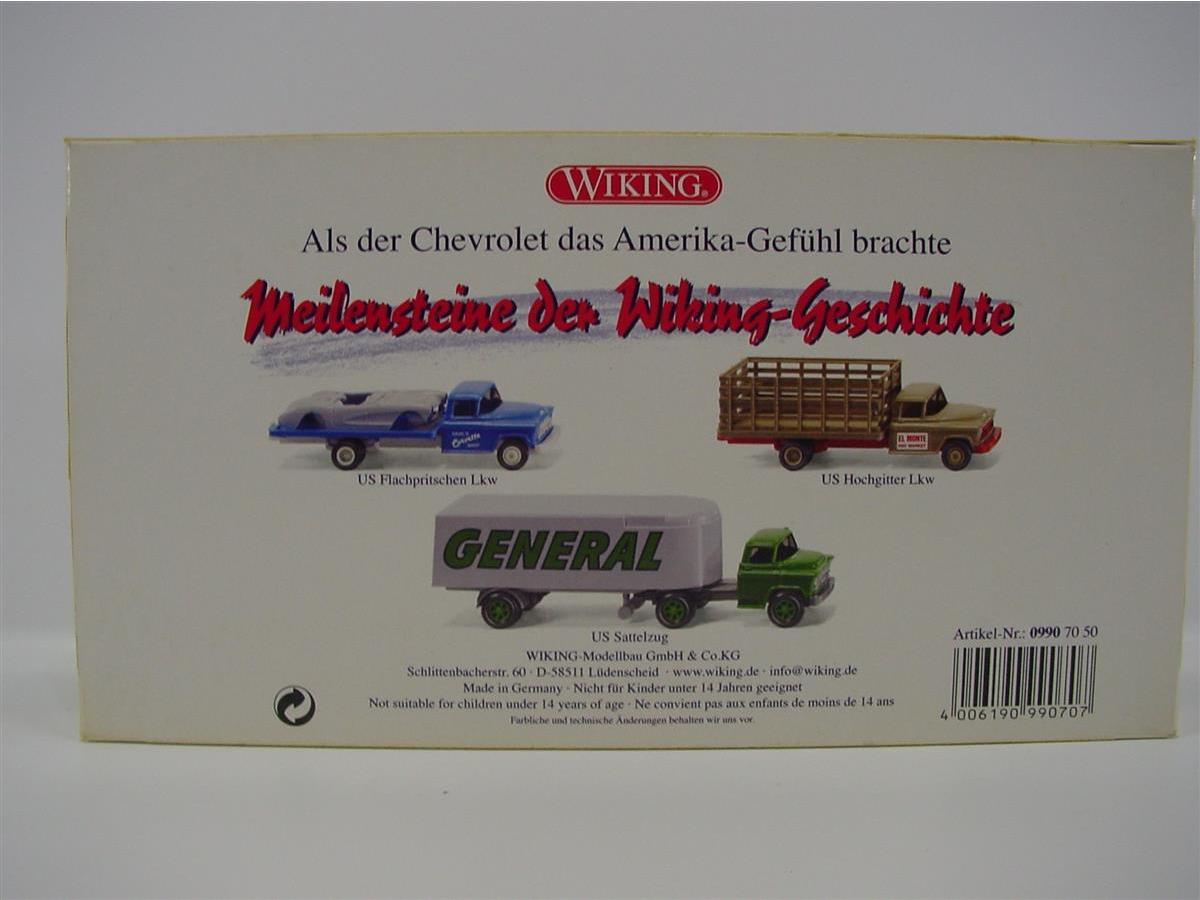 WIKING®
Als der Chevrolet das Amerika-Gefühl brachte
Meilensteine der Wiking-Geschichte
Corvette
US Flachpritschen Lkw
EL MONTE
US Hochgitter Lkw
GENERAL
US Sattelzug
WIKING-Modellbau GmbH & Co.KG
Schlittenbacherstr. 60 · D-58511 Lüdenscheid · www.wiking.de · info@wiking.de
Made in Germany · Nicht für Kinder unter 14 Jahren geeignet
Not suitable for children under 14 years of age · Ne convient pas aux enfants de moins de 14 ans
Farbliche und technische Änderungen behalten wir uns vor.
Artikel-Nr.: 0990 70 50
4 006190 990707